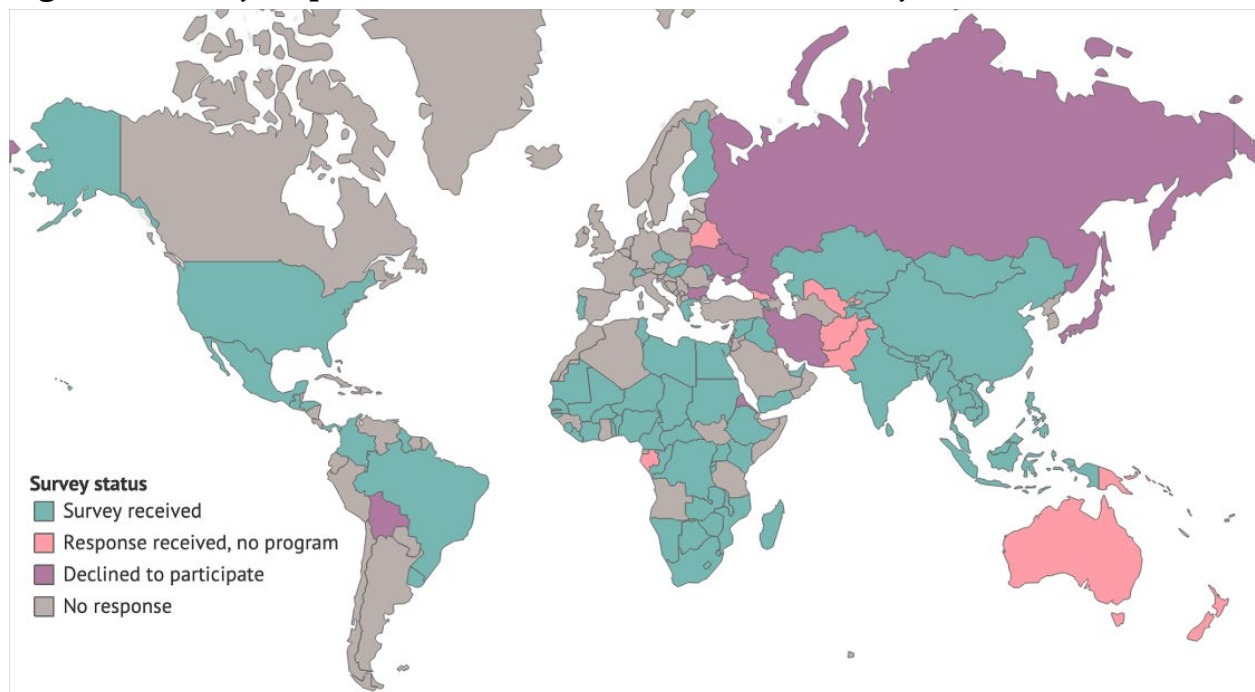 Survey status
Survey received
Response received, no program
Declined to participate
No response